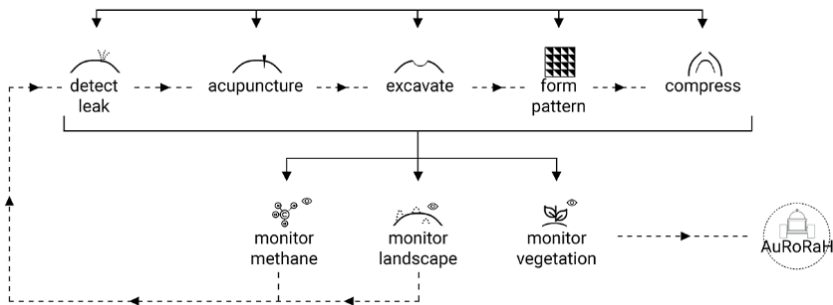 detect
leak
acupuncture
excavate
form
pattern
compress
monitor
methane
monitor
landscape
monitor
vegetation
AuRoRaH